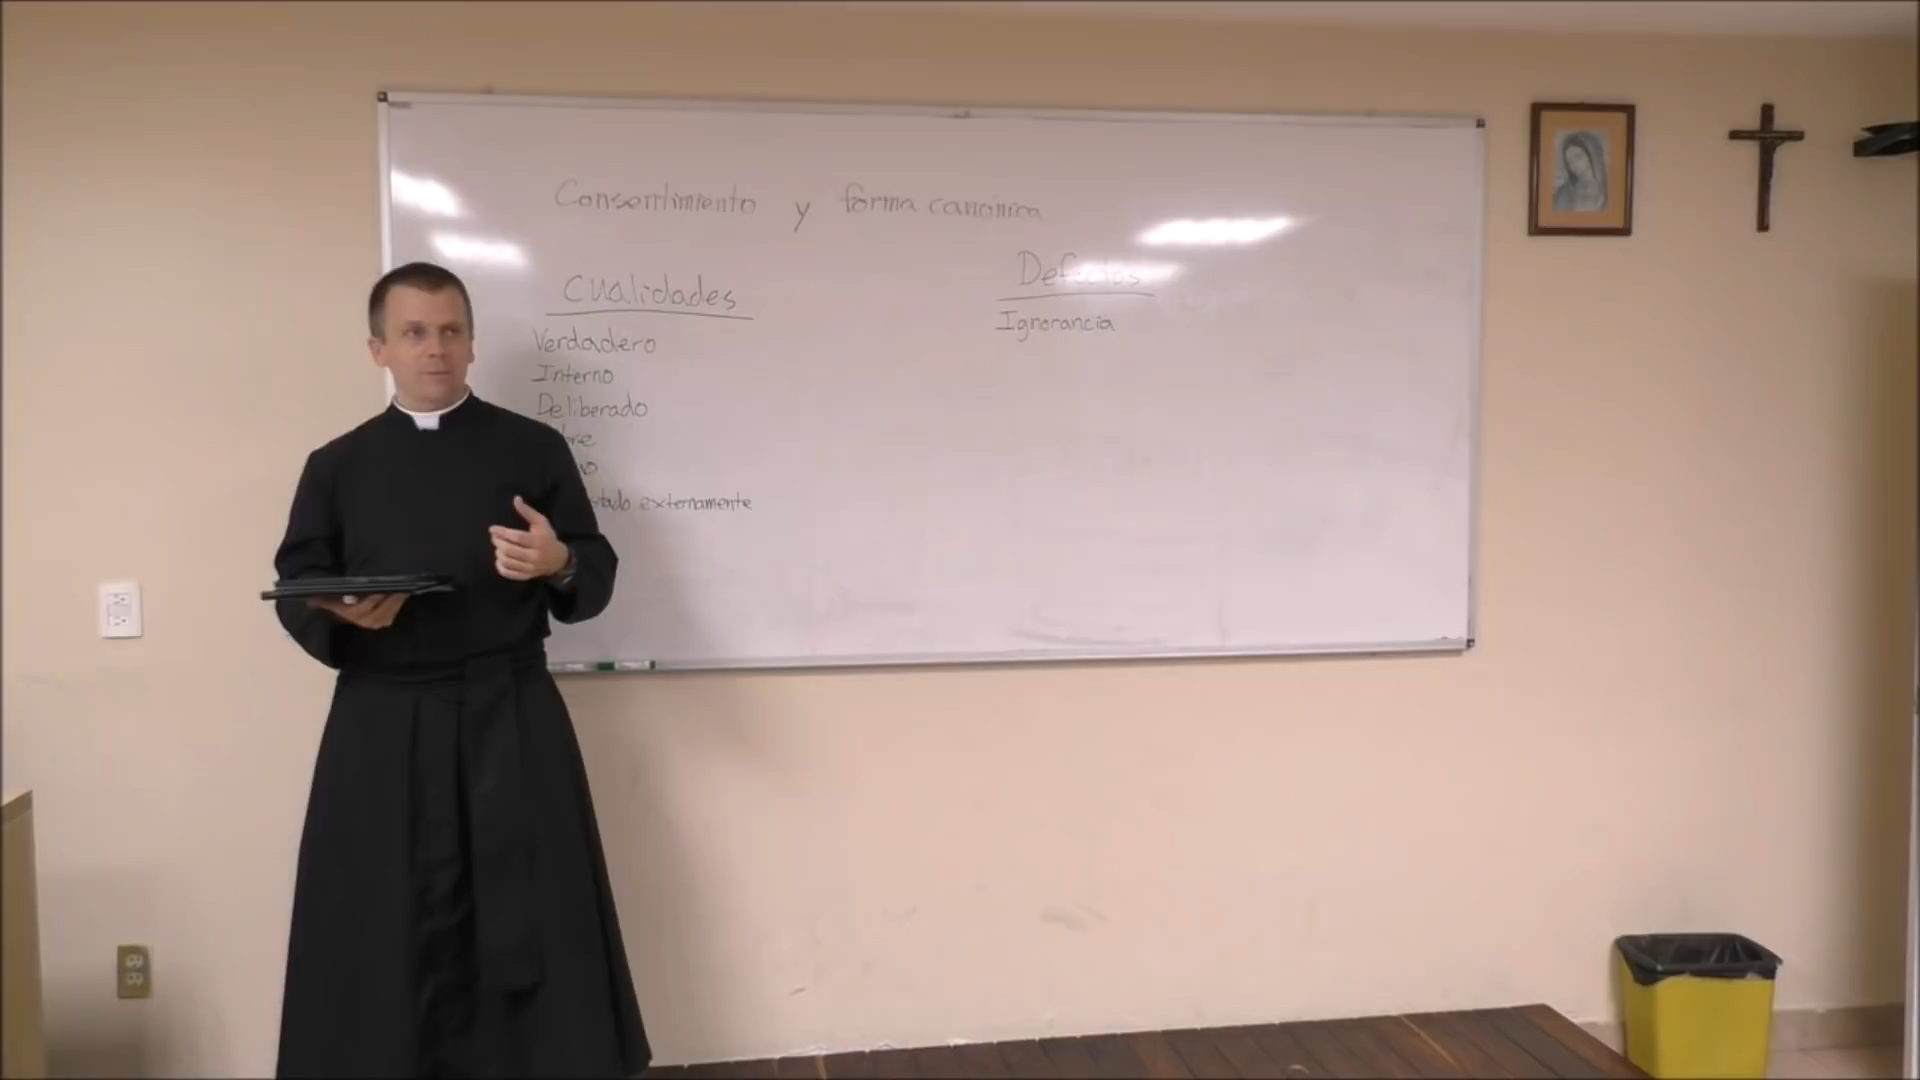 Consentimiento y forma canónica
Cualidades
Verdadero
Interno
Deliberado
externamente
Defectos
Ignorancia